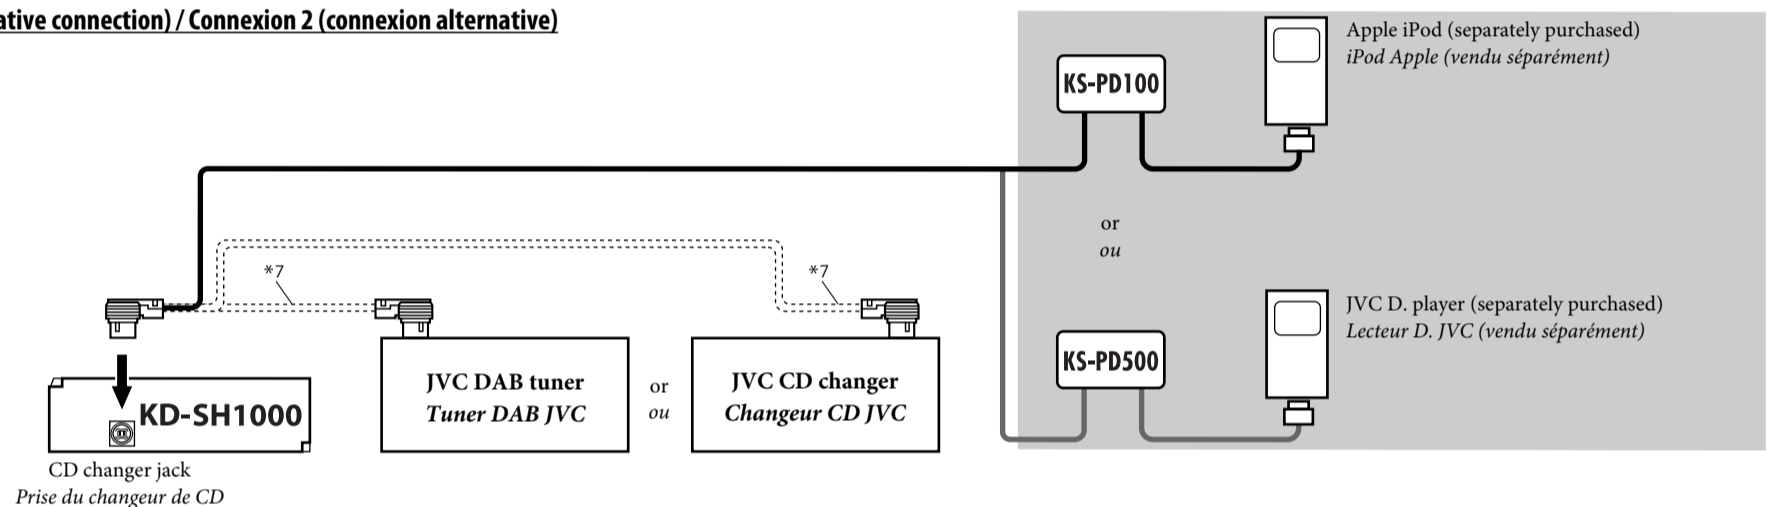 ative connection) / Connexion 2 (connexion alternative)
Apple iPod (separately purchased)
iPod Apple (vendu séparément)
KS-PD100
or
ou
*7
*7
JVC D. player (separately purchased)
Lecteur D. JVC (vendu séparément)
KS-PD500
KD-SH1000
JVC DAB tuner
Tuner DAB JVC
or
ou
JVC CD changer
Changeur CD JVC
CD changer jack
Prise du changeur de CD